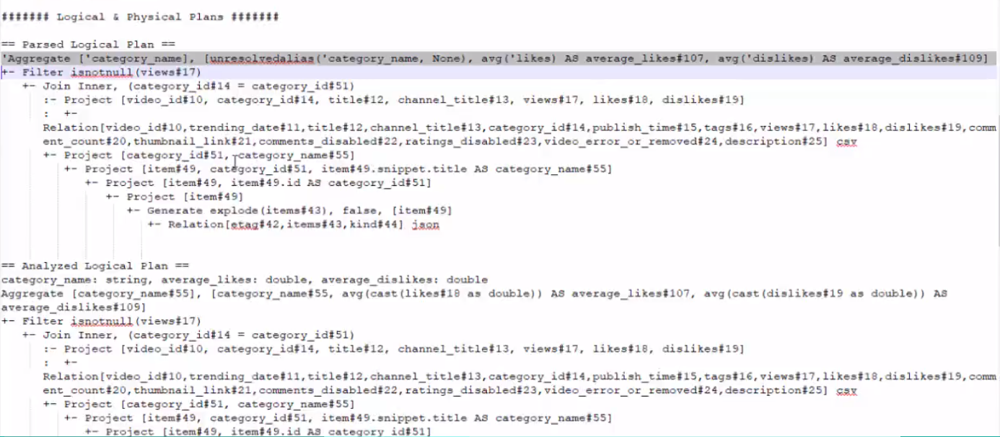 ####### Logical & Physical Plans #######
== Parsed Logical Plan ==
'Aggregate ['category_name], [unresolvedalias('category_name, None), avg('likes) AS average_likes#107, avg('dislikes) AS average_dislikes#109]
+- Filter isnotnull(views#17)
+- Join Inner, (category_id#14 = category_id#51)
:- Project [video_id#10, category_id#14, title#12, channel_title#13, views#17, likes#18, dislikes#19]
: +-
Relation[video_id#10,trending_date#11,title#12,channel_title#13,category_id#14,publish_time#15,tags#16,views#17,likes#18,dislikes#19,comm
ent_count#20,thumbnail_link#21,comments_disabled#22,ratings_disabled#23,video_error_or_removed#24,description#25] csv
+- Project [category_id#51, category_name#55]
+- Project [item#49, category_id#51, item#49.snippet.title AS category_name#55]
+- Project [item#49, item#49.id AS category_id#51]
+- Project [item#49]
+- Generate explode(items#43), false, [item#49]
+- Relation[etag#42,items#43,kind#44] json
== Analyzed Logical Plan ==
category_name: string, average_likes: double, average_dislikes: double
Aggregate [category_name#55], [category_name#55, avg(cast(likes#18 as double)) AS average_likes#107, avg(cast(dislikes#19 as double)) AS
average_dislikes#109]
+- Filter isnotnull(views#17)
+- Join Inner, (category_id#14 = category_id#51)
:- Project [video_id#10, category_id#14, title#12, channel_title#13, views#17, likes#18, dislikes#19]
: +-
Relation[video_id#10,trending_date#11,title#12,channel_title#13,category_id#14,publish_time#15,tags#16,views#17,likes#18,dislikes#19,comm
ent_count#20,thumbnail_link#21,comments_disabled#22,ratings_disabled#23,video_error_or_removed#24,description#25] csv
+- Project [category_id#51, category_name#55]
+- Project [item#49, category_id#51, item#49.snippet.title AS category_name#55]
+- Project [item#49, item#49.id AS category_id#51]